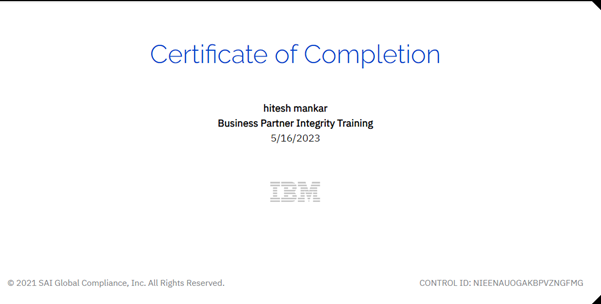 Certificate of Completion
hitesh mankar
Business Partner Integrity Training
5/16/2023
IBM
© 2021 SAI Global Compliance, Inc. All Rights Reserved.
CONTROL ID: NIEENAUOGAKBPVZNGFMG